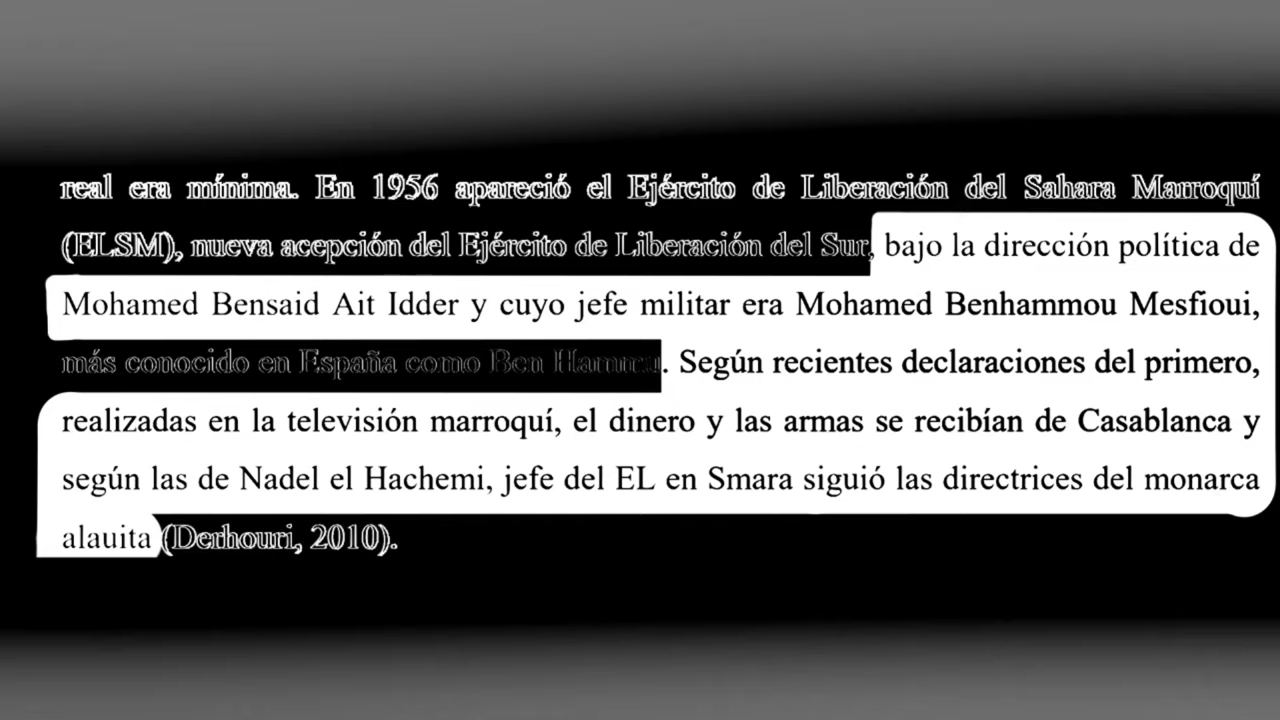 real era mínima. En 1956 apareció el Ejército de Liberación del Sahara Marroquí
(ELSM), nueva acepción del Ejército de Liberación del Sur, bajo la dirección política de
Mohamed Bensaid Ait Idder y cuyo jefe militar era Mohamed Benhammou Mesfioui,
más conocido en España como Ben Hammu. Según recientes declaraciones del primero,
realizadas en la televisión marroquí, el dinero y las armas se recibían de Casablanca y
según las de Nadel el Hachemi, jefe del EL en Smara siguió las directrices del monarca
alauita (Derhouri, 2010).